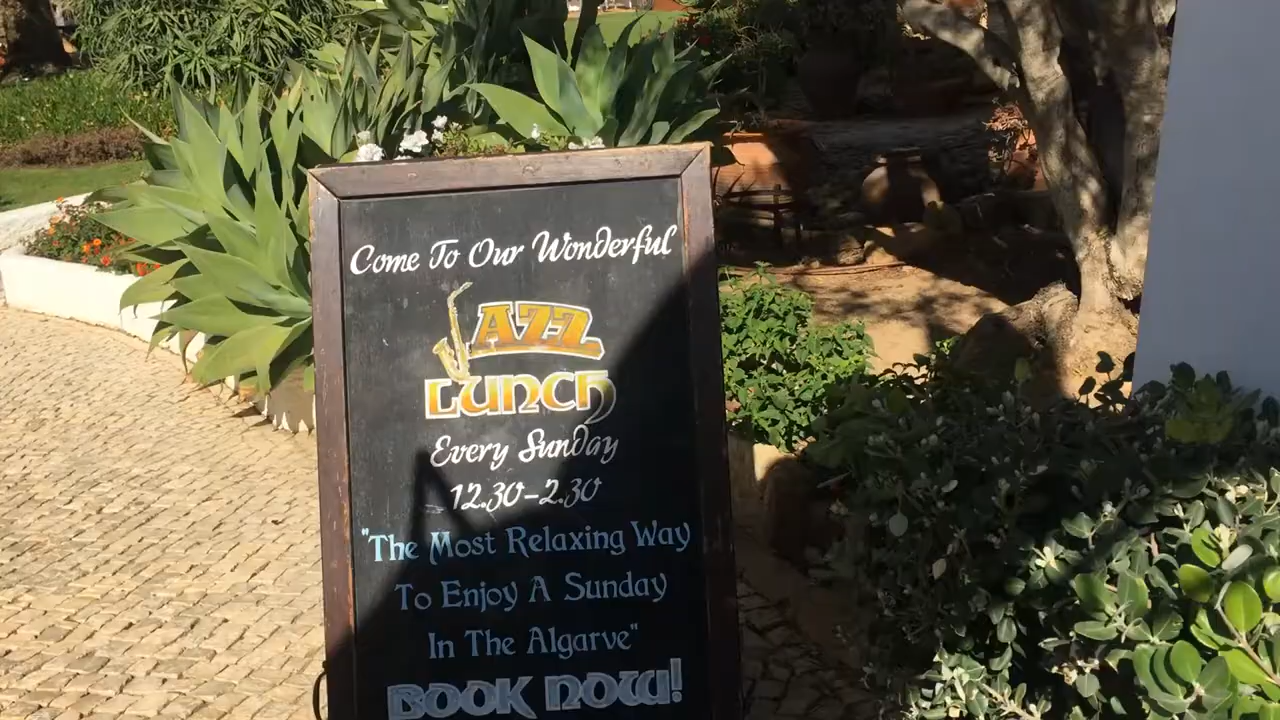 Come To Our Wonderful
JAZZ
LUNCH
Every Sunday
12.30-2.30
"The Most Relaxing Way
To Enjoy A Sunday
In The Algarve"
BOOK NOW!